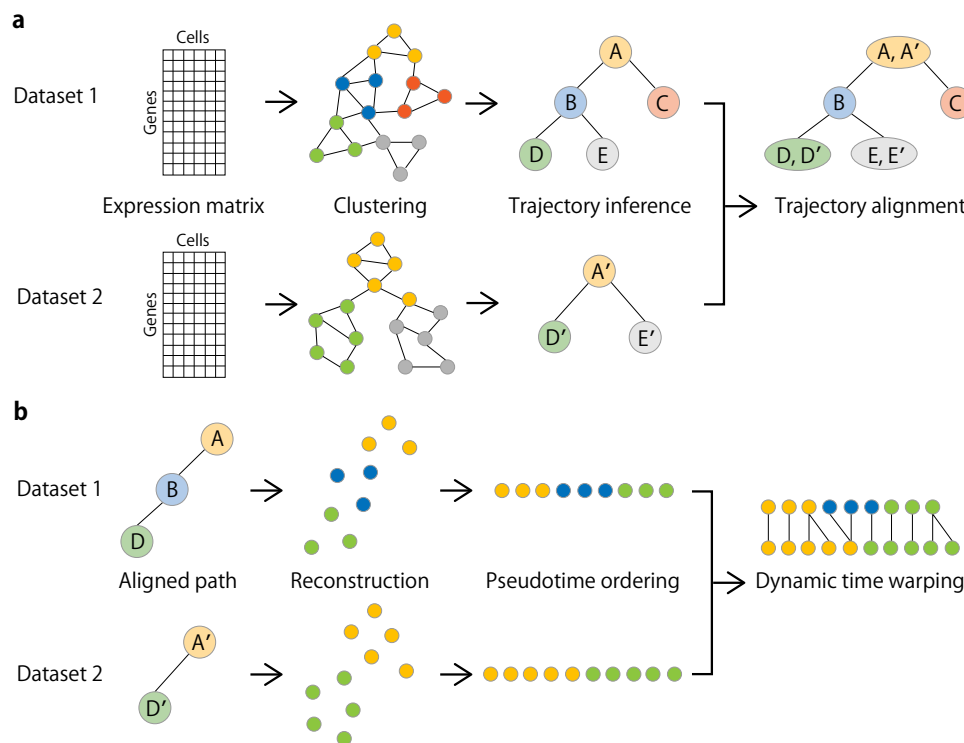 a
Cells
Genes
Dataset 1
A
B
C
D
E
A, A′
B
C
D, D′
E, E′
Expression matrix
Clustering
Trajectory inference
Trajectory alignment
Cells
Genes
Dataset 2
A′
D′
E′
b
Dataset 1
A
B
D
Aligned path
Reconstruction
Pseudotime ordering
Dynamic time warping
Dataset 2
A′
D′